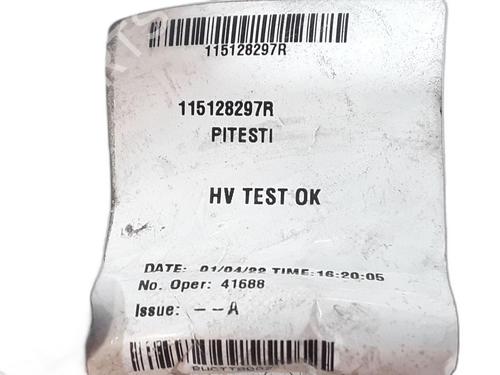 115128297R
115128297R
PITESTI
HV TEST OK
DATE: 01/04/22 TIME:16:20:05
No. Oper: 41688
Issue: --A